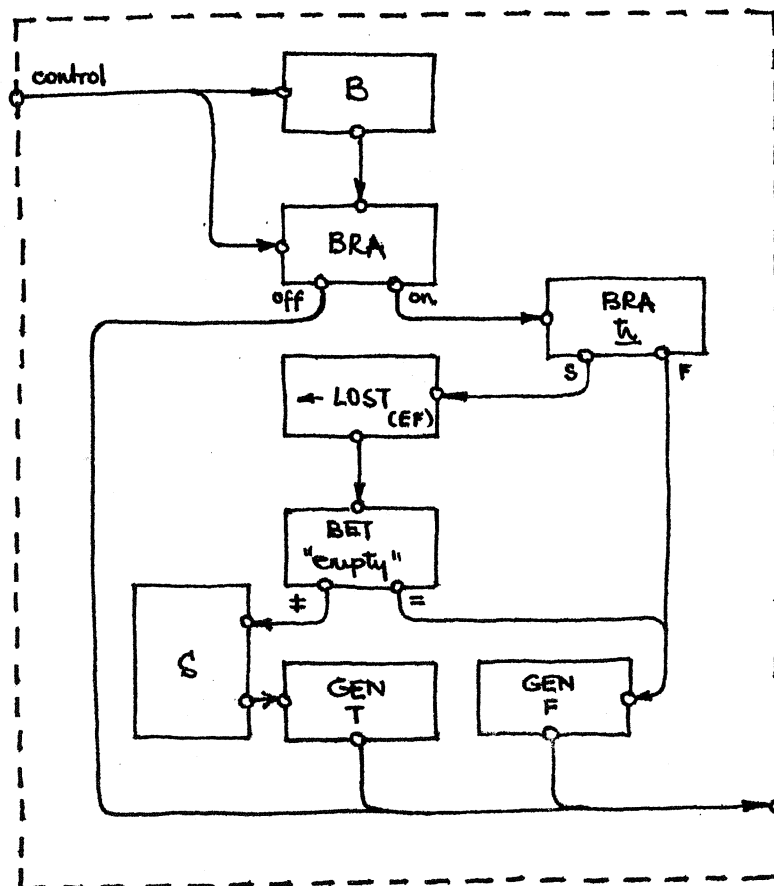 control
B
BRA
off
on
BRA
tr
S
F
← LOST
(EF)
BET
"empty"
≠
=
S
GEN
T
GEN
F